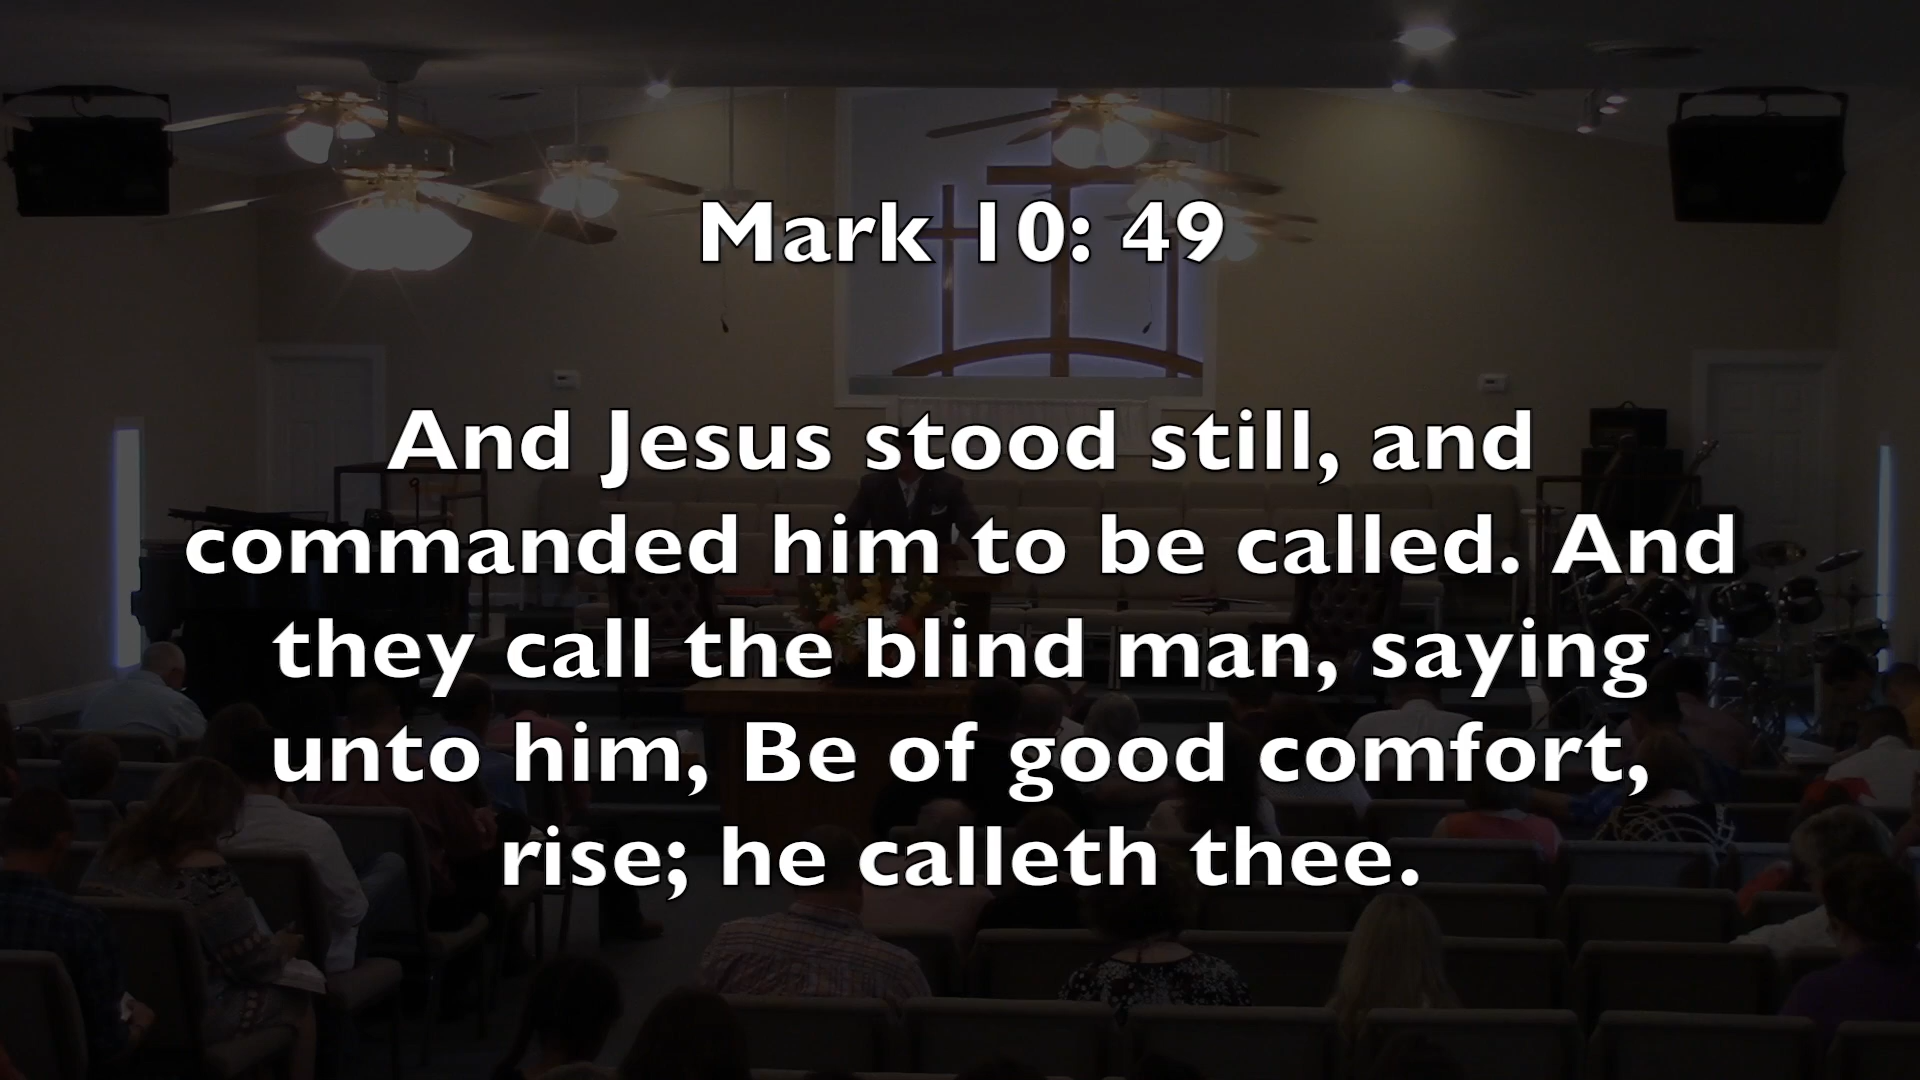 Mark 10: 49
And Jesus stood still, and
commanded him to be called. And
they call the blind man, saying
unto him, Be of good comfort,
rise; he calleth thee.